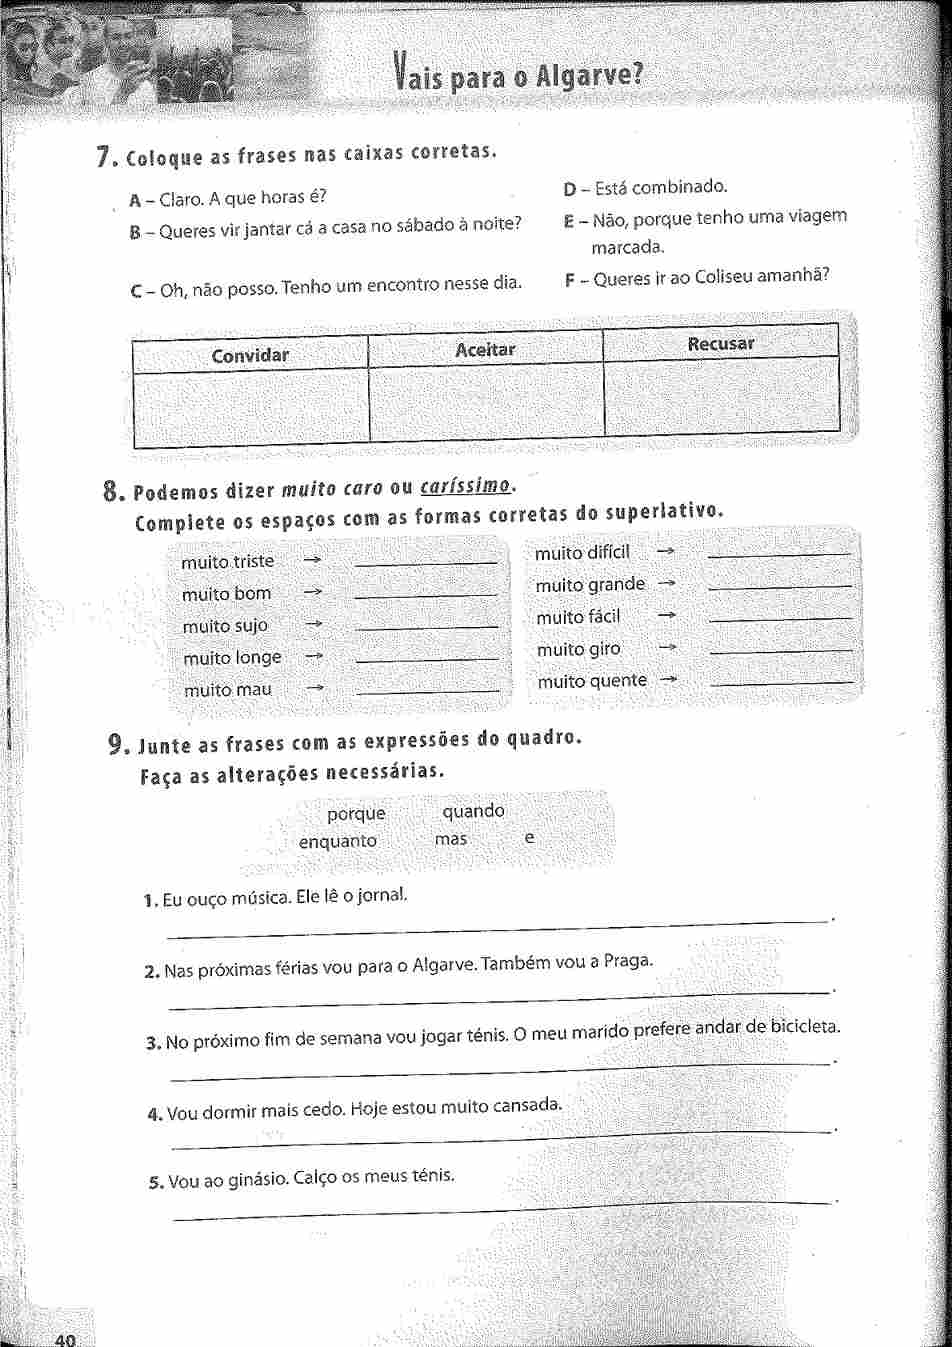 Vais para o Algarve?
7. Coloque as frases nas caixas corretas.
A – Claro. A que horas é?
B – Queres vir jantar cá a casa no sábado à noite?
C – Oh, não posso. Tenho um encontro nesse dia.
D – Está combinado.
E – Não, porque tenho uma viagem
marcada.
F – Queres ir ao Coliseu amanhã?
Convidar Aceitar Recusar
8. Podemos dizer muito caro ou caríssimo.
Complete os espaços com as formas corretas do superlativo.
muito triste →
muito bom →
muito sujo →
muito longe →
muito mau →
muito difícil →
muito grande →
muito fácil →
muito giro →
muito quente →
9. Junte as frases com as expressões do quadro.
Faça as alterações necessárias.
porque quando
enquanto mas e
1. Eu ouço música. Ele lê o jornal.
2. Nas próximas férias vou para o Algarve. Também vou a Praga.
3. No próximo fim de semana vou jogar ténis. O meu marido prefere andar de bicicleta.
4. Vou dormir mais cedo. Hoje estou muito cansada.
5. Vou ao ginásio. Calço os meus ténis.
40